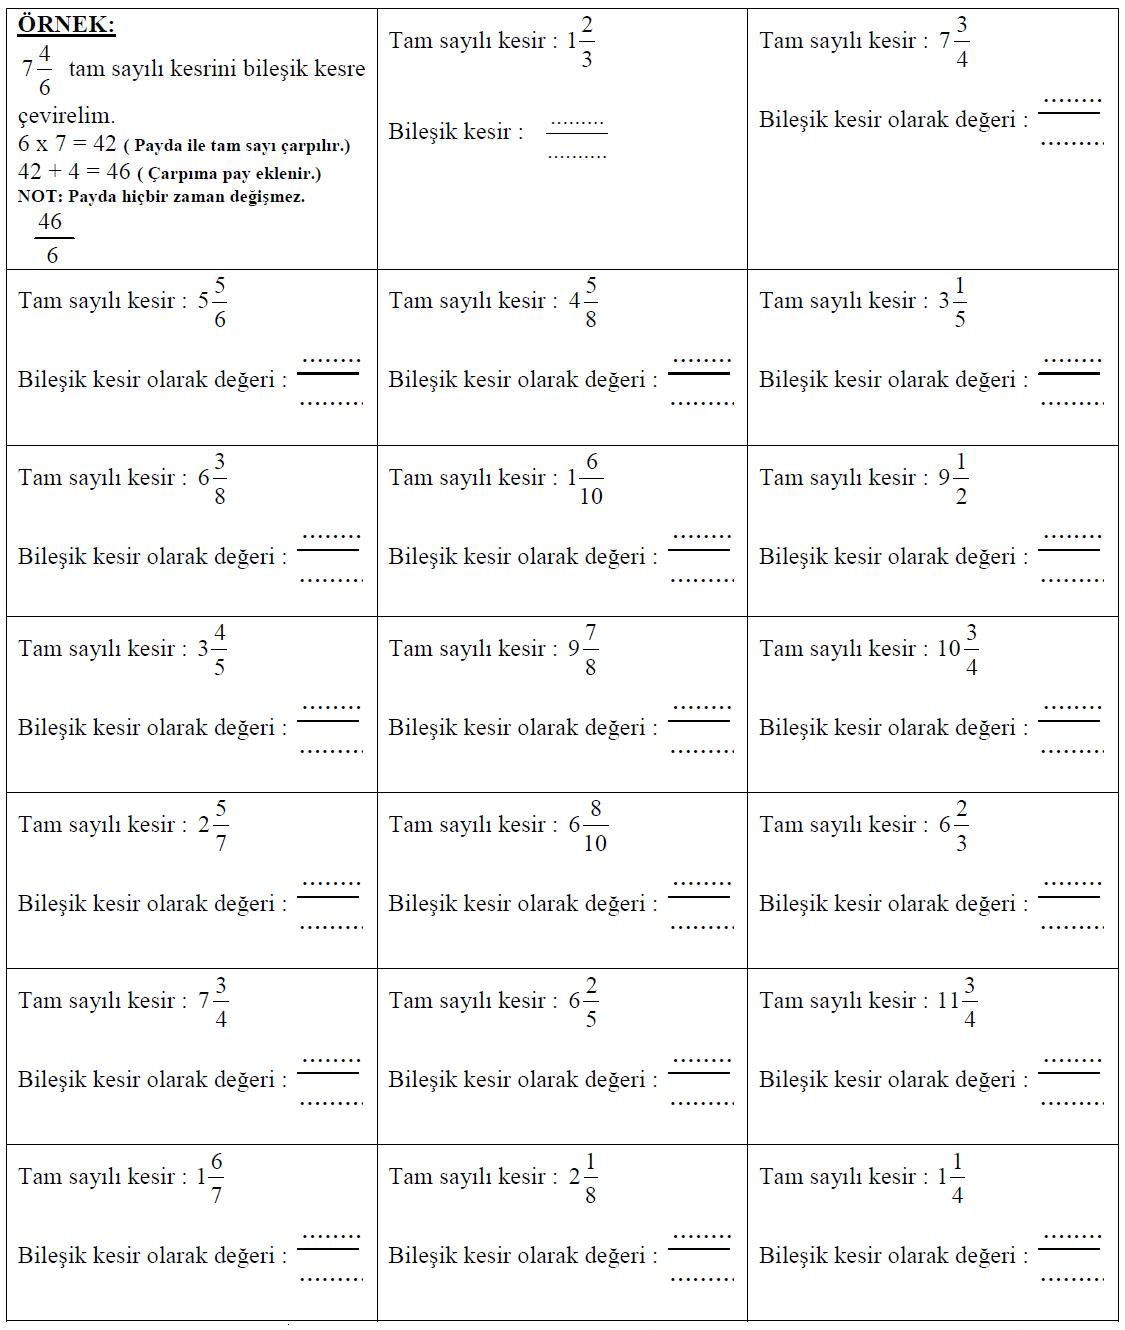 ÖRNEK:
7 4/6 tam sayılı kesrini bileşik kesre
çevirelim.
6 x 7 = 42 ( Payda ile tam sayı çarpılır.)
42 + 4 = 46 ( Çarpıma pay eklenir.)
NOT: Payda hiçbir zaman değişmez.
46
6
Tam sayılı kesir : 1 2/3
Bileşik kesir : ......... / ..........
Tam sayılı kesir : 7 3/4
Bileşik kesir olarak değeri : ........ / .........
Tam sayılı kesir : 5 5/6
Bileşik kesir olarak değeri : ........ / .........
Tam sayılı kesir : 4 5/8
Bileşik kesir olarak değeri : ........ / .........
Tam sayılı kesir : 3 1/5
Bileşik kesir olarak değeri : ........ / .........
Tam sayılı kesir : 6 3/8
Bileşik kesir olarak değeri : ........ / .........
Tam sayılı kesir : 1 6/10
Bileşik kesir olarak değeri : ........ / .........
Tam sayılı kesir : 9 1/2
Bileşik kesir olarak değeri : ........ / .........
Tam sayılı kesir : 3 4/5
Bileşik kesir olarak değeri : ........ / .........
Tam sayılı kesir : 9 7/8
Bileşik kesir olarak değeri : ........ / .........
Tam sayılı kesir : 10 3/4
Bileşik kesir olarak değeri : ........ / .........
Tam sayılı kesir : 2 5/7
Bileşik kesir olarak değeri : ........ / .........
Tam sayılı kesir : 6 8/10
Bileşik kesir olarak değeri : ........ / .........
Tam sayılı kesir : 6 2/3
Bileşik kesir olarak değeri : ........ / .........
Tam sayılı kesir : 7 3/4
Bileşik kesir olarak değeri : ........ / .........
Tam sayılı kesir : 6 2/5
Bileşik kesir olarak değeri : ........ / .........
Tam sayılı kesir : 11 3/4
Bileşik kesir olarak değeri : ........ / .........
Tam sayılı kesir : 1 6/7
Bileşik kesir olarak değeri : ........ / .........
Tam sayılı kesir : 2 1/8
Bileşik kesir olarak değeri : ........ / .........
Tam sayılı kesir : 1 1/4
Bileşik kesir olarak değeri : ........ / .........